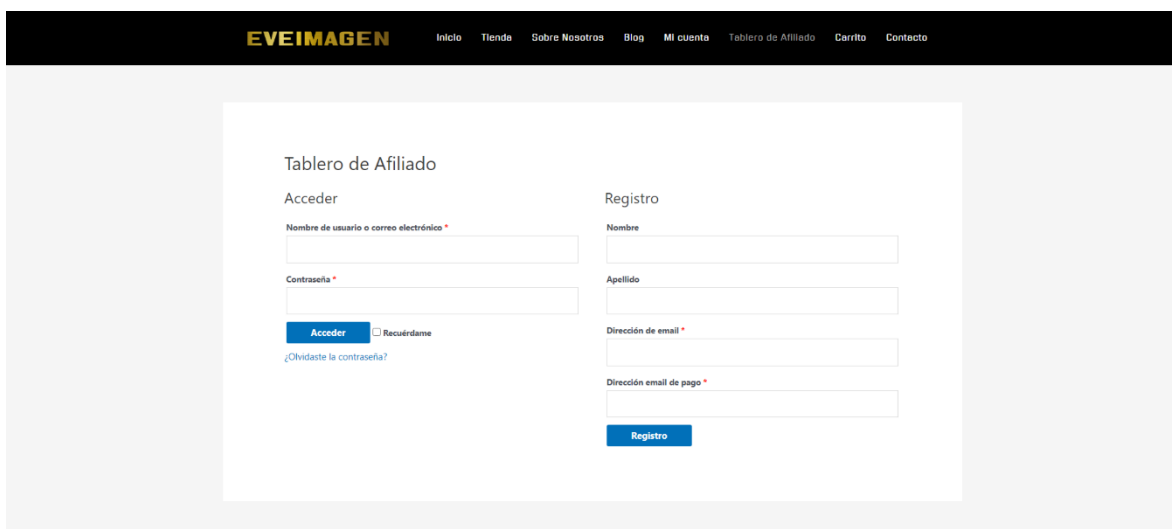 EVEIMAGEN
Inicio Tienda Sobre Nosotros Blog Mi cuenta Tablero de Afiliado Carrito Contacto
Tablero de Afiliado
Acceder
Nombre de usuario o correo electrónico *
Contraseña *
Acceder Recuérdame
¿Olvidaste la contraseña?
Registro
Nombre
Apellido
Dirección de email *
Dirección email de pago *
Registro